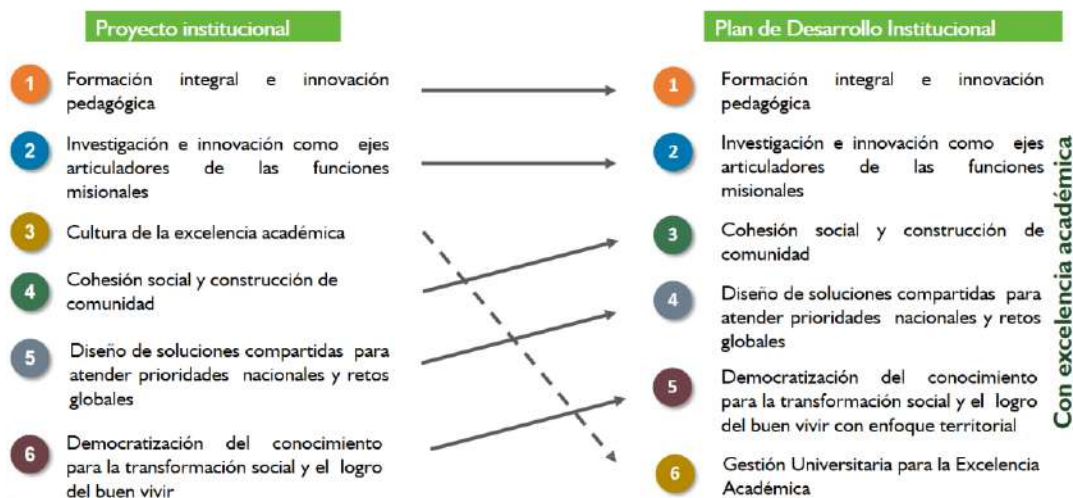 Proyecto institucional
1 Formación integral e innovación
pedagógica
2 Investigación e innovación como ejes
articuladores de las funciones
misionales
3 Cultura de la excelencia académica
4 Cohesión social y construcción de
comunidad
5 Diseño de soluciones compartidas para
atender prioridades nacionales y retos
globales
6 Democratización del conocimiento
para la transformación social y el logro
del buen vivir
Plan de Desarrollo Institucional
1 Formación integral e innovación
pedagógica
2 Investigación e innovación como ejes
articuladores de las funciones
misionales
3 Cohesión social y construcción de
comunidad
4 Diseño de soluciones compartidas para
atender prioridades nacionales y retos
globales
5 Democratización del conocimiento
para la transformación social y el logro
del buen vivir con enfoque territorial
6 Gestión Universitaria para la Excelencia
Académica
Con excelencia académica